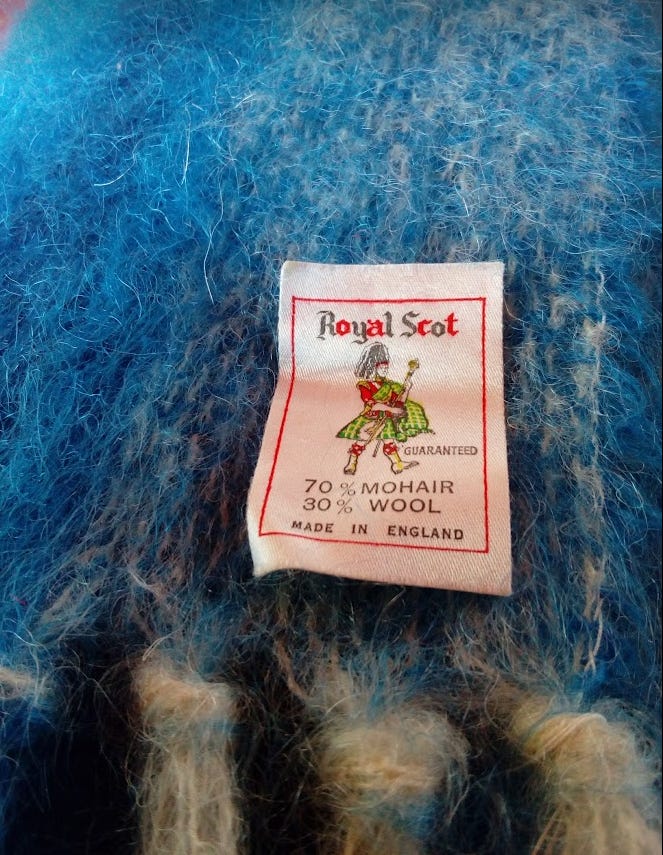 Royal Scot
GUARANTEED
70 % MOHAIR
30 % WOOL
MADE IN ENGLAND